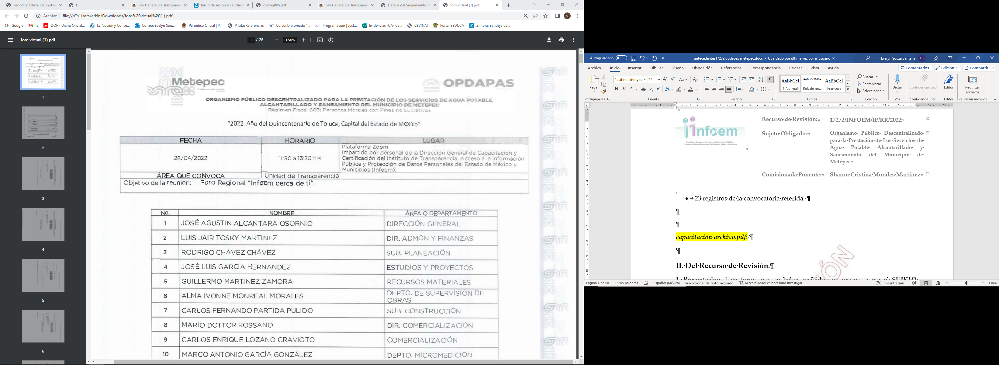 Periódico Oficial del Gobie
C
Ley General de Transparen
Inicio de sesión en el client
codvig005.pdf
Ley General de Transparen
Detalle del Seguimiento d
foro virtual (1).pdf
Archivo | file:///C:/Users/arkin/Downloads/foro%20virtual%20(1).pdf
Google fa DOF - Diario Oficial... La Nocion y Conce... Correo: Evelyn Souz... Periódico Oficial | P... P_citasReferencias Curso: Diplomado "... Programación | Just... Evidencias -UA- de... CEVINAI Portal SEDUCA Zimbra: Bandeja de...
foro virtual (1).pdf 1 / 25 156%
1
2
3
4
5
6
Metepec
OPDAPAS
ORGANISMO PÚBLICO DESCENTRALIZADO PARA LA PRESTACIÓN DE LOS SERVICIOS DE AGUA POTABLE,
ALCANTARILLADO Y SANEAMIENTO DEL MUNICIPIO DE METEPEC
Régimen Fiscal 603: Personas Morales con Fines no Lucrativos
"2022. Año del Quincentenario de Toluca, Capital del Estado de México"
FECHA HORARIO LUGAR
28/04/2022 11:30 a 13:30 hrs
Plataforma Zoom
Impartido por personal de la Dirección General de Capacitación y
Certificación del Instituto de Transparencia, Acceso a la Información
Pública y Protección de Datos Personales del Estado de México y
Municipios (Infoem).
ÁREA QUE CONVOCA Unidad de Transparencia
Objetivo de la reunión: Foro Regional "Infoem cerca de ti".
No. NOMBRE ÁREA O DEPARTAMENTO
1 JOSÉ AGUSTIIN ALCANTARA OSORNIO DIRECCIÓN GENERAL
2 LUIS JAIR TOSKY MARTINEZ DIR. ADMÓN Y FINANZAS
3 RODRIGO CHÁVEZ CHÁVEZ SUB. PLANEACIÓN
4 JOSÉ LUIS GARCIA HERNANDEZ ESTUDIOS Y PROYECTOS
5 GUILLERMO MARTIINEZ ZAMORA RECURSOS MATERIALES
6 ALMA IVONNE MONREAL MORALES DEPTO. DE SUPERVISIÓN DE
OBRAS
7 CARLOS FERNANDO PARTIDA PULIDO SUB. CONSTRUCCIÓN
8 MARIO DOTTOR ROSSANO DIR. COMERCIALIZACIÓN
9 CARLOS ENRIQUE LOZANO CRAVIOTO COMERCIALIZACIÓN
10 MARCO ANTONIO GARCÍA GONZÁLEZ DEPTO. MICROMEDICIÓN
Autoguardado antecedentes17272 opdapas metepec.docx - Guardado por última vez por el usuario Evelyn Souza Santana ES
Archivo Inicio Insertar Dibujar Diseño Disposición Referencias Correspondencia Revisar Vista Ayuda Comentarios Edición Compartir
Pegar
Palatino Linotype 12
N K S ab x₂ x²
AaBbCcI AaBbCcDdEe AaBbCcI
¶ Normal Ref. de no... Francesa
Buscar
Reemplazar
Seleccionar
Dictar Confidencialidad Editor Reutilizar
archivos
Portapapeles Fuente Párrafo Estilos Edición Voz Confidencialidad Editor Reutilizar archivos
infoem
Instituto de Transparencia, Acceso a la Información Pública y
Protección de Datos Personales del Estado de México y Municipios
Recurso de Revisión: 17272/INFOEM/IP/RR/2022
Sujeto Obligado: Organismo Público Descentralizado
para la Prestación de Los Servicios de
Agua Potable Alcantarillado y
Saneamiento del Municipio de
Metepec
Comisionada Ponente: Sharon Cristina Morales Martínez
• 23 registros de la convocatoria referida. ¶
¶
¶
capacitación archivo.pdf: ¶
¶
II. Del Recurso de Revisión.¶
Página 4 de 68 13605 palabras Español (México) Predicciones de texto: activado Accesibilidad: es necesario investigar Concentración 130%